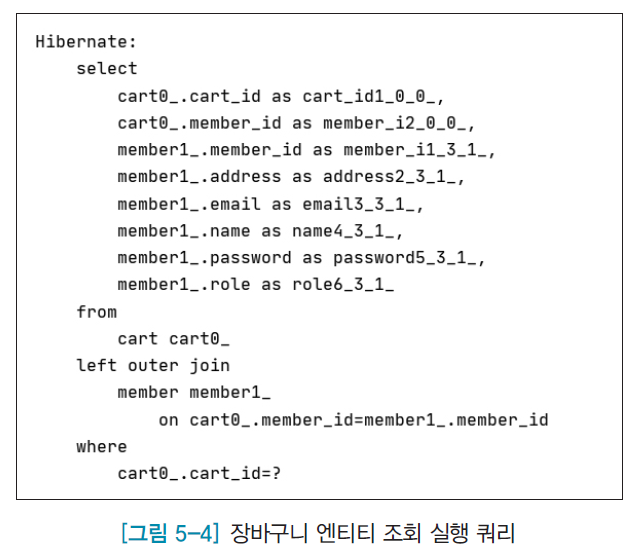 Hibernate:
select
cart0_.cart_id as cart_id1_0_0_,
cart0_.member_id as member_i2_0_0_,
member1_.member_id as member_i1_3_1_,
member1_.address as address2_3_1_,
member1_.email as email3_3_1_,
member1_.name as name4_3_1_,
member1_.password as password5_3_1_,
member1_.role as role6_3_1_
from
cart cart0_
left outer join
member member1_
on cart0_.member_id=member1_.member_id
where
cart0_.cart_id=?
[그림 5-4] 장바구니 엔티티 조회 실행 쿼리